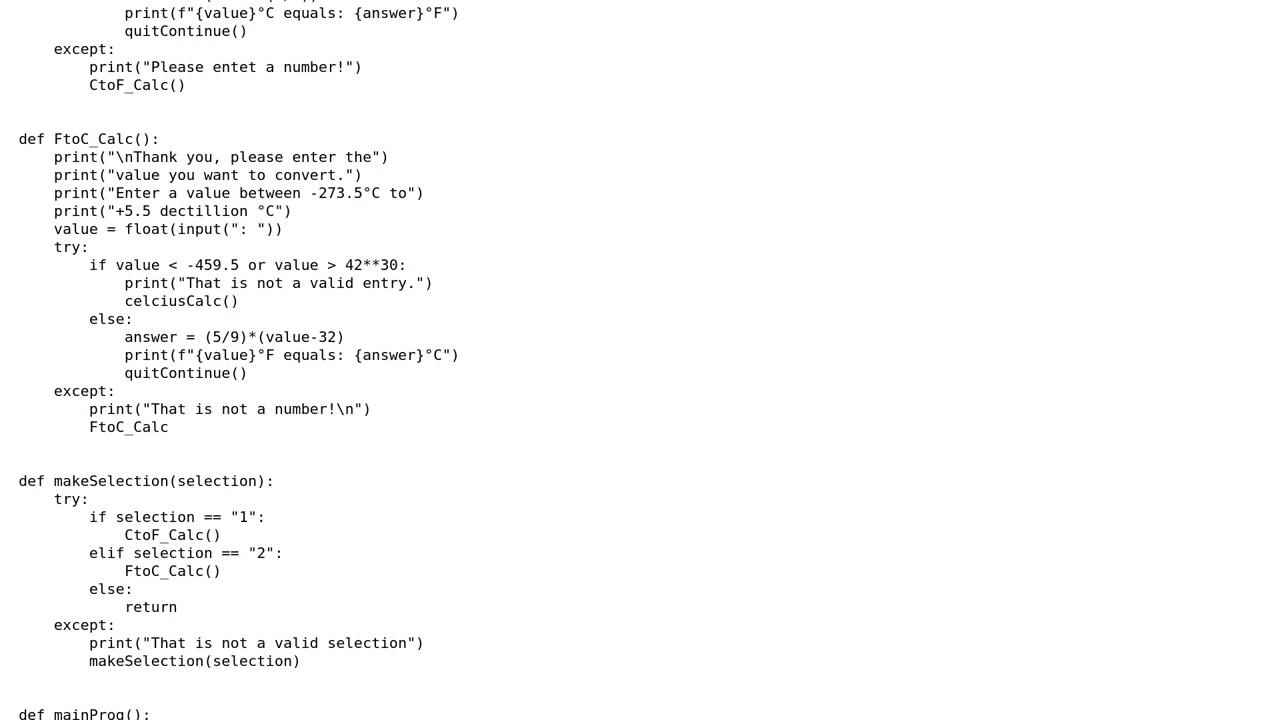 print(f"{value}°C equals: {answer}°F")
            quitContinue()
    except:
        print("Please entet a number!")
        CtoF_Calc()


def FtoC_Calc():
    print("\nThank you, please enter the")
    print("value you want to convert.")
    print("Enter a value between -273.5°C to")
    print("+5.5 dectillion °C")
    value = float(input(": "))
    try:
        if value < -459.5 or value > 42**30:
            print("That is not a valid entry.")
            celciusCalc()
        else:
            answer = (5/9)*(value-32)
            print(f"{value}°F equals: {answer}°C")
            quitContinue()
    except:
        print("That is not a number!\n")
        FtoC_Calc


def makeSelection(selection):
    try:
        if selection == "1":
            CtoF_Calc()
        elif selection == "2":
            FtoC_Calc()
        else:
            return
    except:
        print("That is not a valid selection")
        makeSelection(selection)


def mainProg():